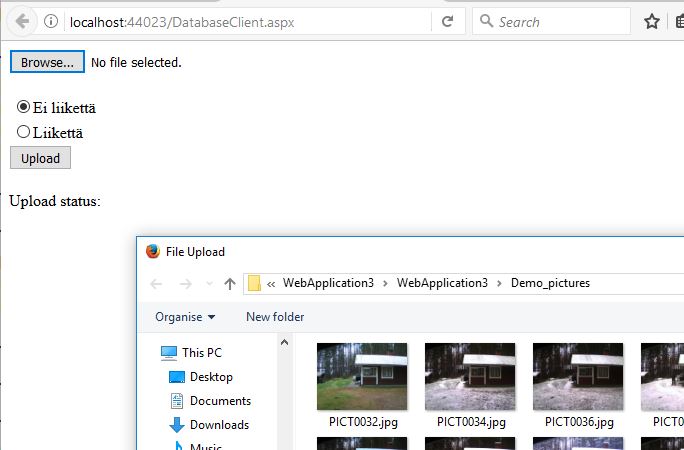 localhost:44023/DatabaseClient.aspx
Search
Browse... No file selected.
Ei liikettä
Liikettä
Upload
Upload status:
File Upload
« WebApplication3 › WebApplication3 › Demo_pictures
Organise New folder
This PC
Desktop
Documents
Downloads
Music
PICT0032.jpg PICT0034.jpg PICT0036.jpg PICT0